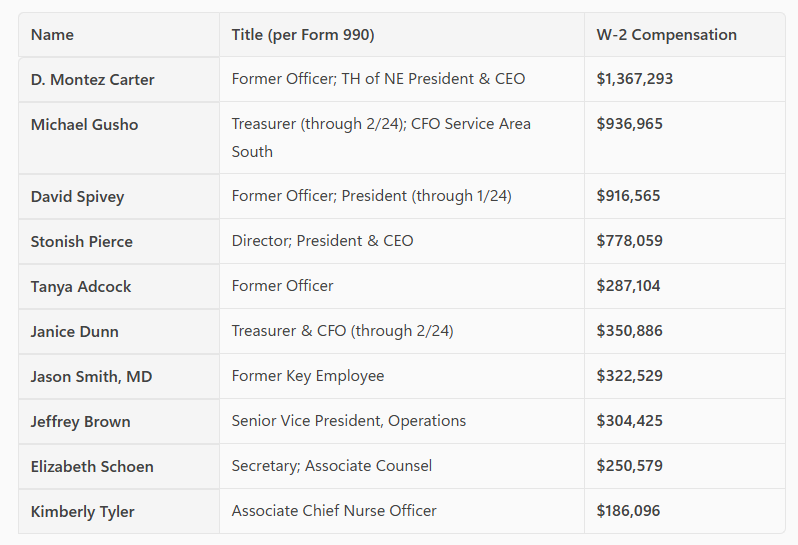 Name Title (per Form 990) W-2 Compensation
D. Montez Carter Former Officer; TH of NE President & CEO $1,367,293
Michael Gusho Treasurer (through 2/24); CFO Service Area $936,965
South
David Spivey Former Officer; President (through 1/24) $916,565
Stonish Pierce Director; President & CEO $778,059
Tanya Adcock Former Officer $287,104
Janice Dunn Treasurer & CFO (through 2/24) $350,886
Jason Smith, MD Former Key Employee $322,529
Jeffrey Brown Senior Vice President, Operations $304,425
Elizabeth Schoen Secretary; Associate Counsel $250,579
Kimberly Tyler Associate Chief Nurse Officer $186,096